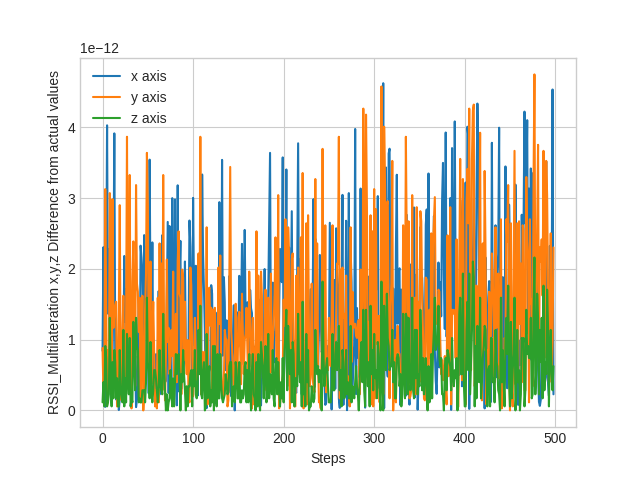 1e−12
x axis
y axis
z axis
4
3
2
1
0
0 100 200 300 400 500
Steps
RSSI_Multilateration x,y,z Difference from actual values